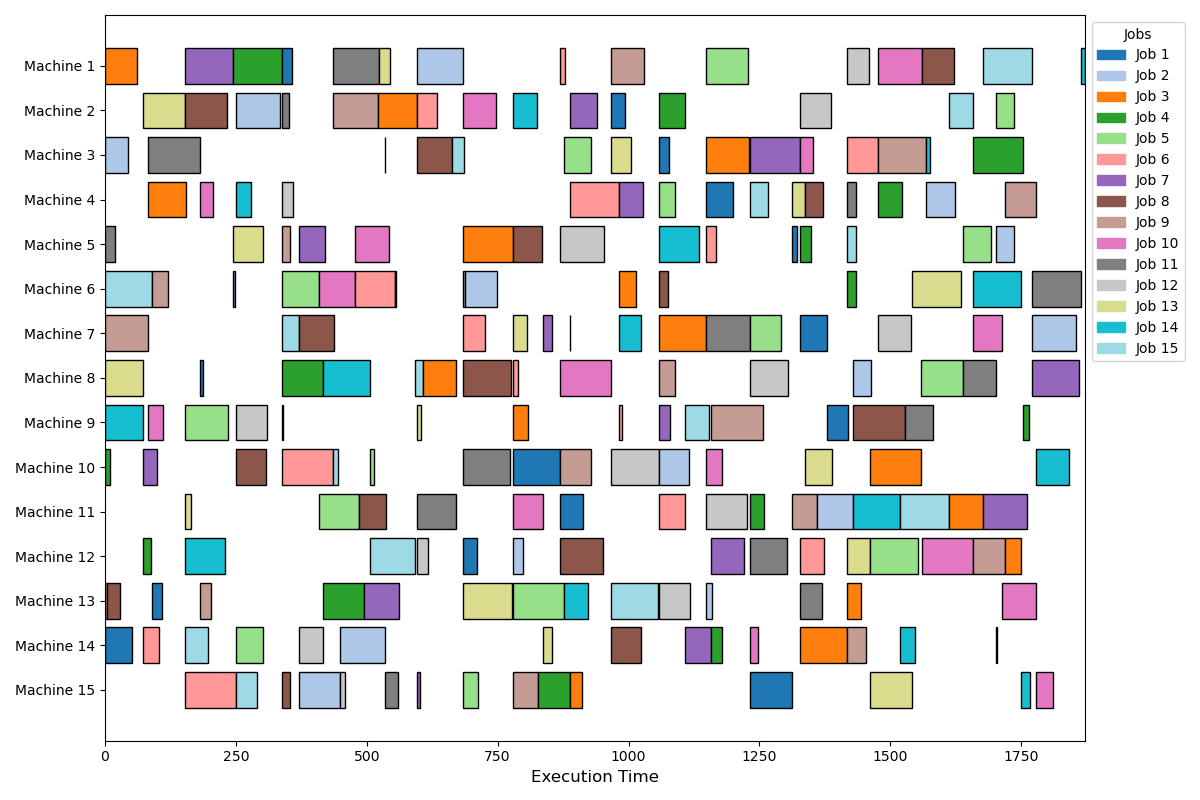 Machine 1
Machine 2
Machine 3
Machine 4
Machine 5
Machine 6
Machine 7
Machine 8
Machine 9
Machine 10
Machine 11
Machine 12
Machine 13
Machine 14
Machine 15
0 250 500 750 1000 1250 1500 1750
Execution Time
Jobs
Job 1
Job 2
Job 3
Job 4
Job 5
Job 6
Job 7
Job 8
Job 9
Job 10
Job 11
Job 12
Job 13
Job 14
Job 15